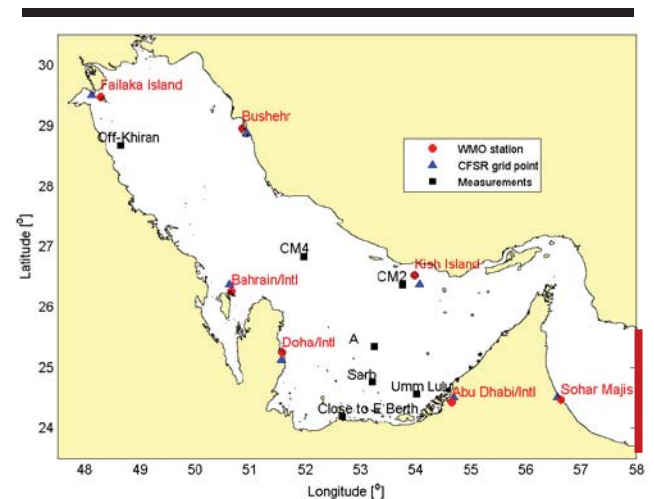 30
29
28
27
26
25
24
Latitude [°]
Failaka Island
Off-Khiran
Bushehr
WMO station
CFSR grid point
Measurements
CM4
Kish Island
CM2
Bahrain/Intl
Doha/Intl
A
Sarb
Umm Lulu
Abu Dhabi/Intl
Sohar Majis
Close to E Berth
48 49 50 51 52 53 54 55 56 57 58
Longitude [°]